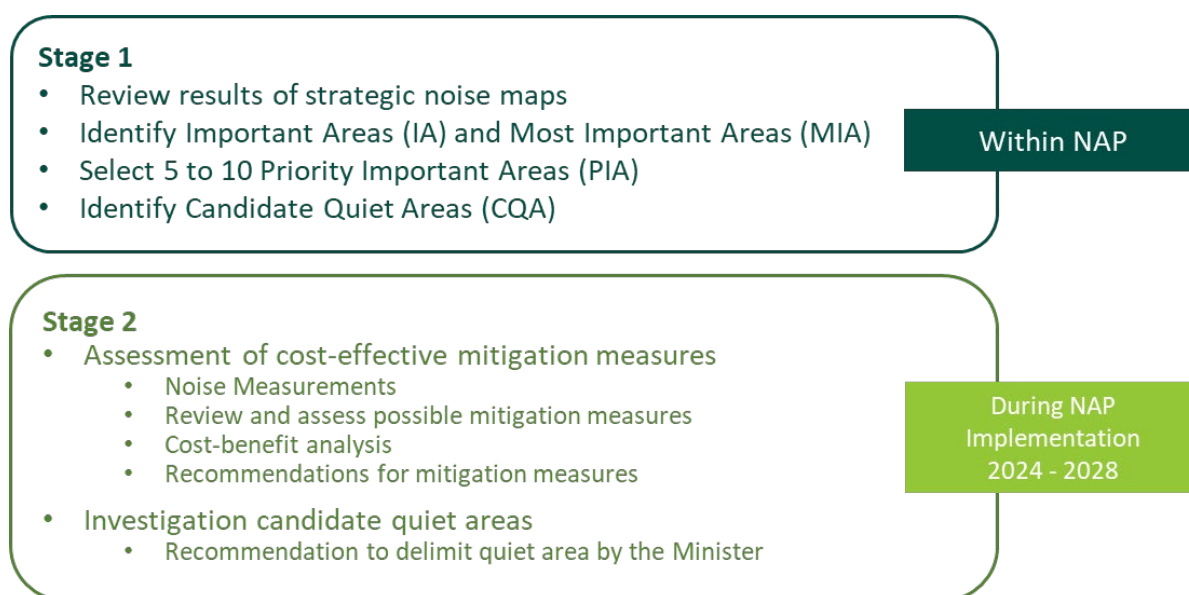 Stage 1
• Review results of strategic noise maps
• Identify Important Areas (IA) and Most Important Areas (MIA)
• Select 5 to 10 Priority Important Areas (PIA)
• Identify Candidate Quiet Areas (CQA)
Within NAP
Stage 2
• Assessment of cost-effective mitigation measures
• Noise Measurements
• Review and assess possible mitigation measures
• Cost-benefit analysis
• Recommendations for mitigation measures
• Investigation candidate quiet areas
• Recommendation to delimit quiet area by the Minister
During NAP
Implementation
2024 - 2028